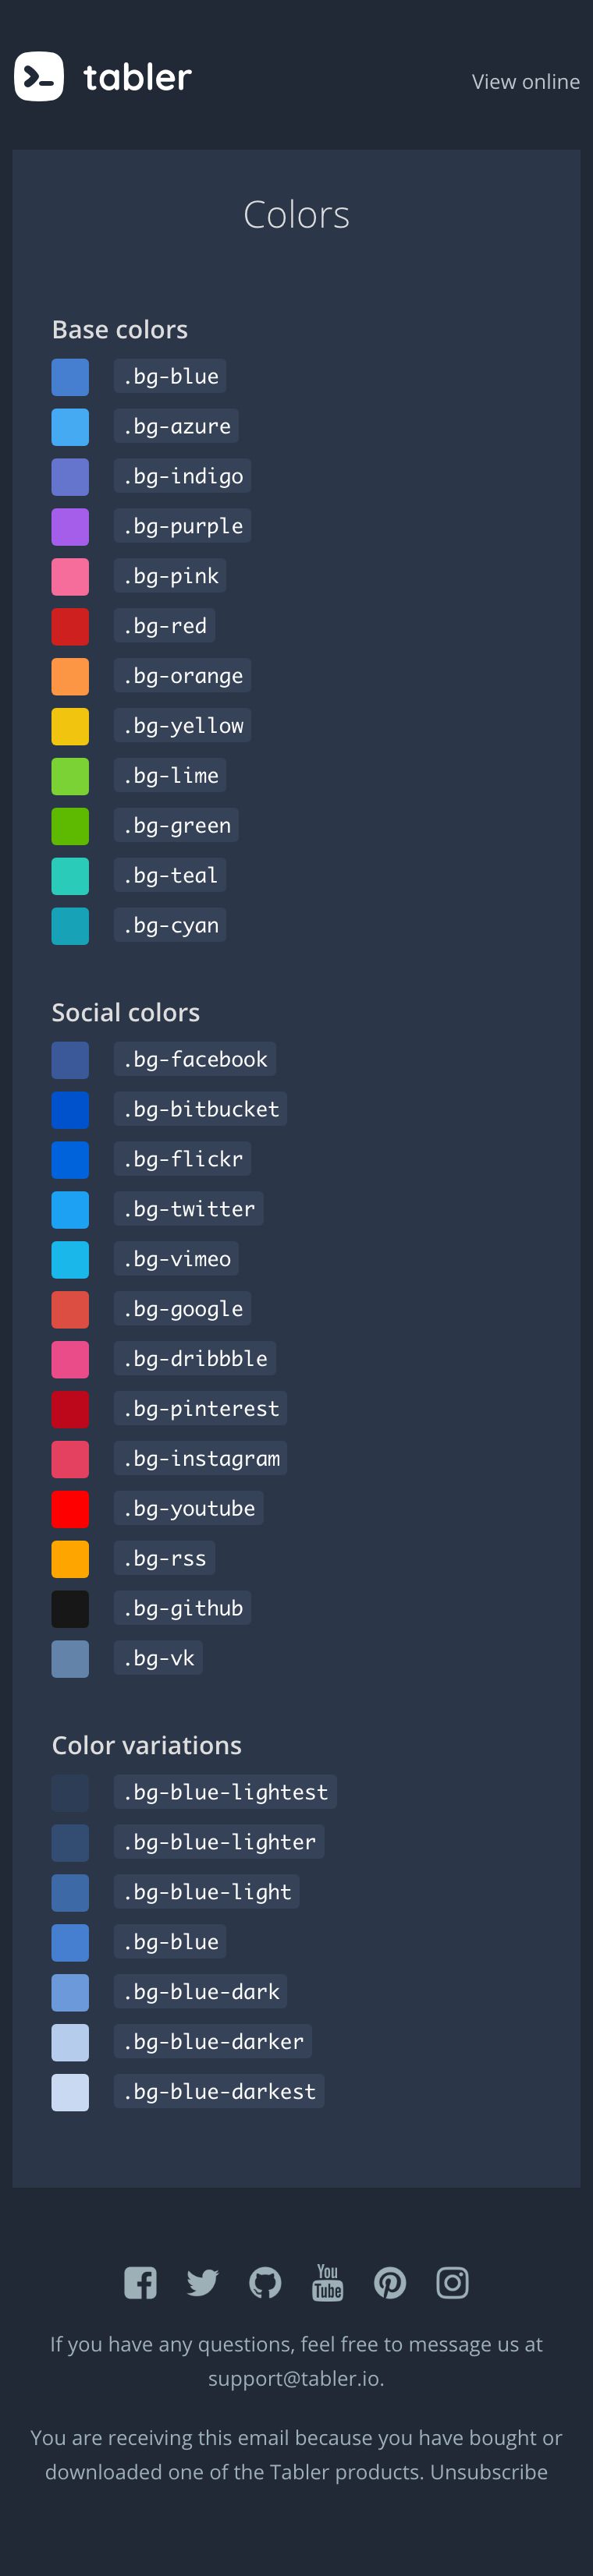 tabler
View online
Colors
Base colors
.bg-blue
.bg-azure
.bg-indigo
.bg-purple
.bg-pink
.bg-red
.bg-orange
.bg-yellow
.bg-lime
.bg-green
.bg-teal
.bg-cyan
Social colors
.bg-facebook
.bg-bitbucket
.bg-flickr
.bg-twitter
.bg-vimeo
.bg-google
.bg-dribbble
.bg-pinterest
.bg-instagram
.bg-youtube
.bg-rss
.bg-github
.bg-vk
Color variations
.bg-blue-lightest
.bg-blue-lighter
.bg-blue-light
.bg-blue
.bg-blue-dark
.bg-blue-darker
.bg-blue-darkest
You
Tube
If you have any questions, feel free to message us at
support@tabler.io.
You are receiving this email because you have bought or
downloaded one of the Tabler products. Unsubscribe